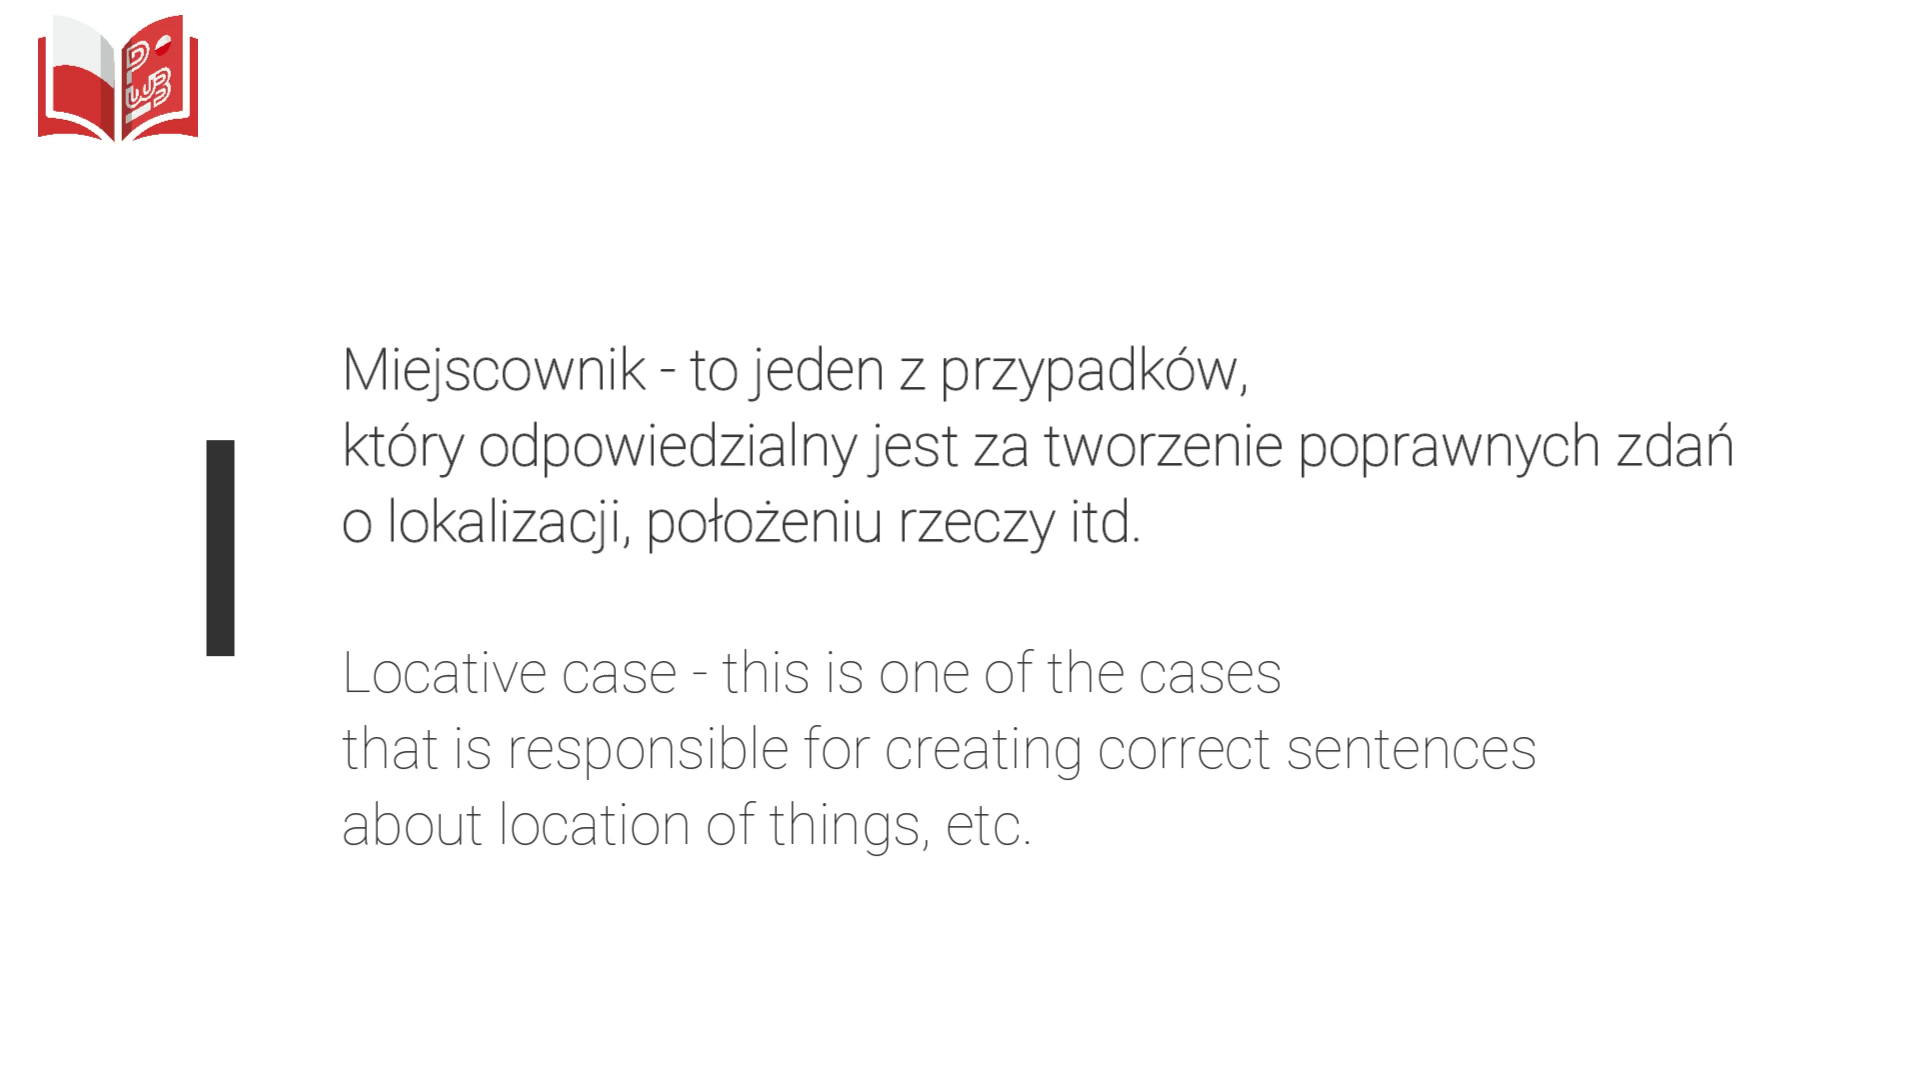 Miejscownik - to jeden z przypadków,
który odpowiedzialny jest za tworzenie poprawnych zdań
o lokalizacji, położeniu rzeczy itd.
Locative case - this is one of the cases
that is responsible for creating correct sentences
about location of things, etc.